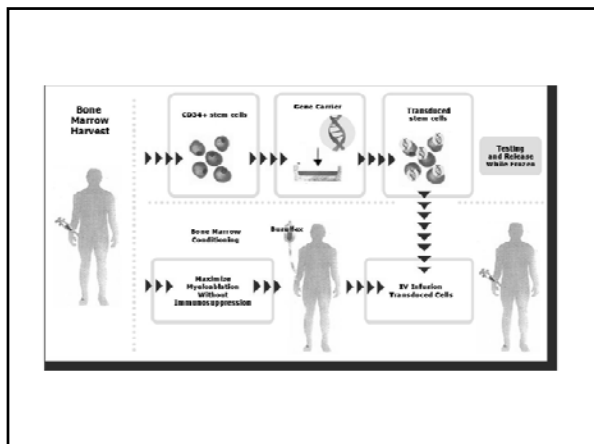 Bone
Marrow
Harvest
CD34+ stem cells
Gene Carrier
Transduced
stem cells
Testing
and Release
While Frozen
Bone Marrow
Conditioning
Busulfex
Maximize
Myeloablation
Without
Immunosuppression
IV Infusion
Transduced Cells